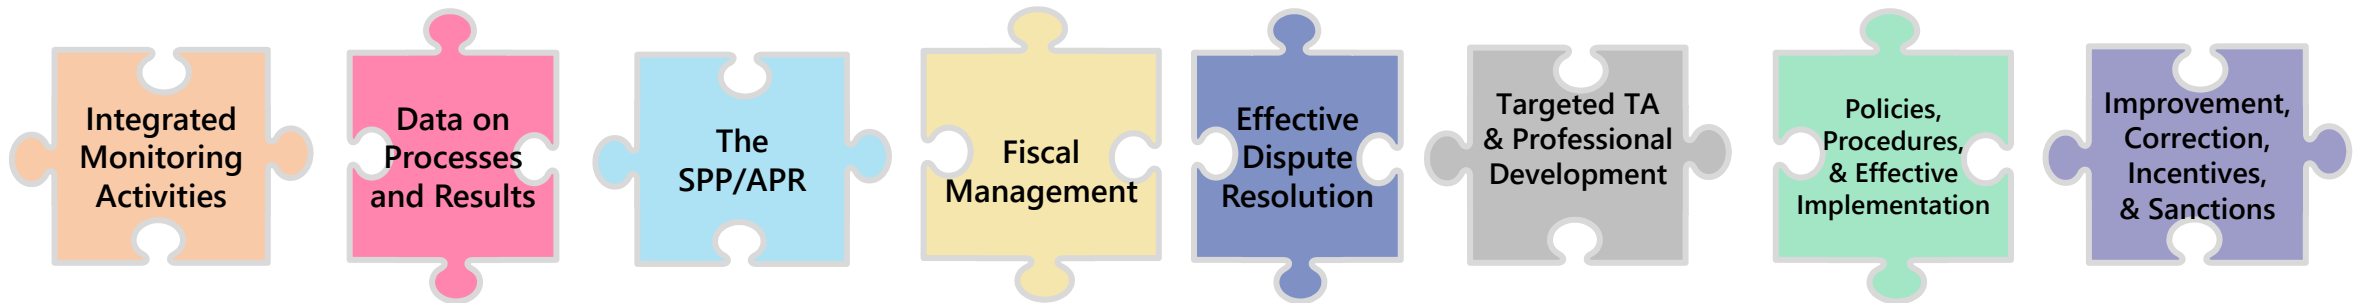 Integrated
Monitoring
Activities
Data on
Processes
and Results
The
SPP/APR
Fiscal
Management
Effective
Dispute
Resolution
Targeted TA
& Professional
Development
Policies,
Procedures,
& Effective
Implementation
Improvement,
Correction,
Incentives,
& Sanctions